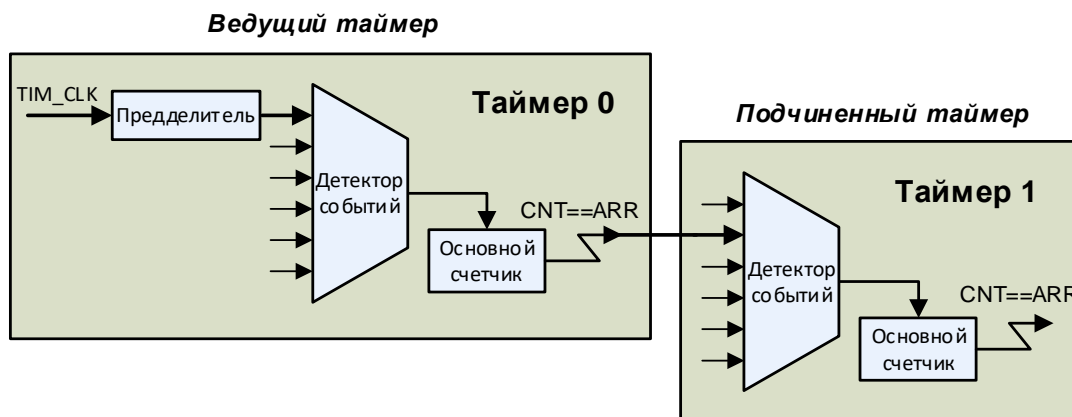 Ведущий таймер
TIM_CLK
Предделитель
Таймер 0
Детектор
событий
CNT==ARR
Основной
счетчик
Подчиненный таймер
Таймер 1
Детектор
событий
CNT==ARR
Основной
счетчик